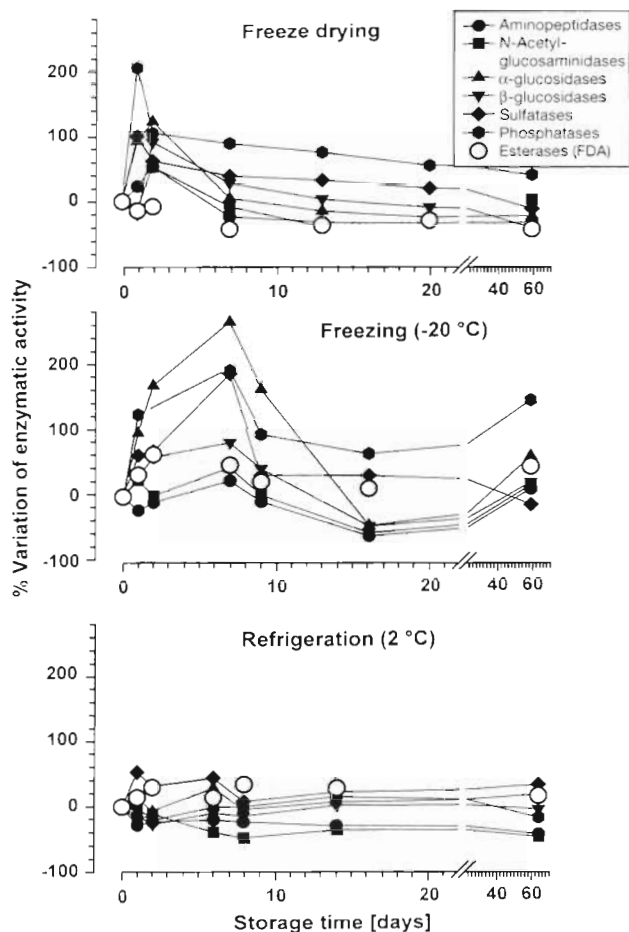 Freeze drying
Aminopeptidases
N-Acetyl-
glucosaminidases
α-glucosidases
β-glucosidases
Sulfatases
Phosphatases
Esterases (FDA)
200
100
0
-100
0
10
20
40
60
Freezing (-20 °C)
200
100
0
-100
0
10
20
40
60
% Variation of enzymatic activity
Refrigeration (2 °C)
200
100
0
-100
0
10
20
40
60
Storage time [days]